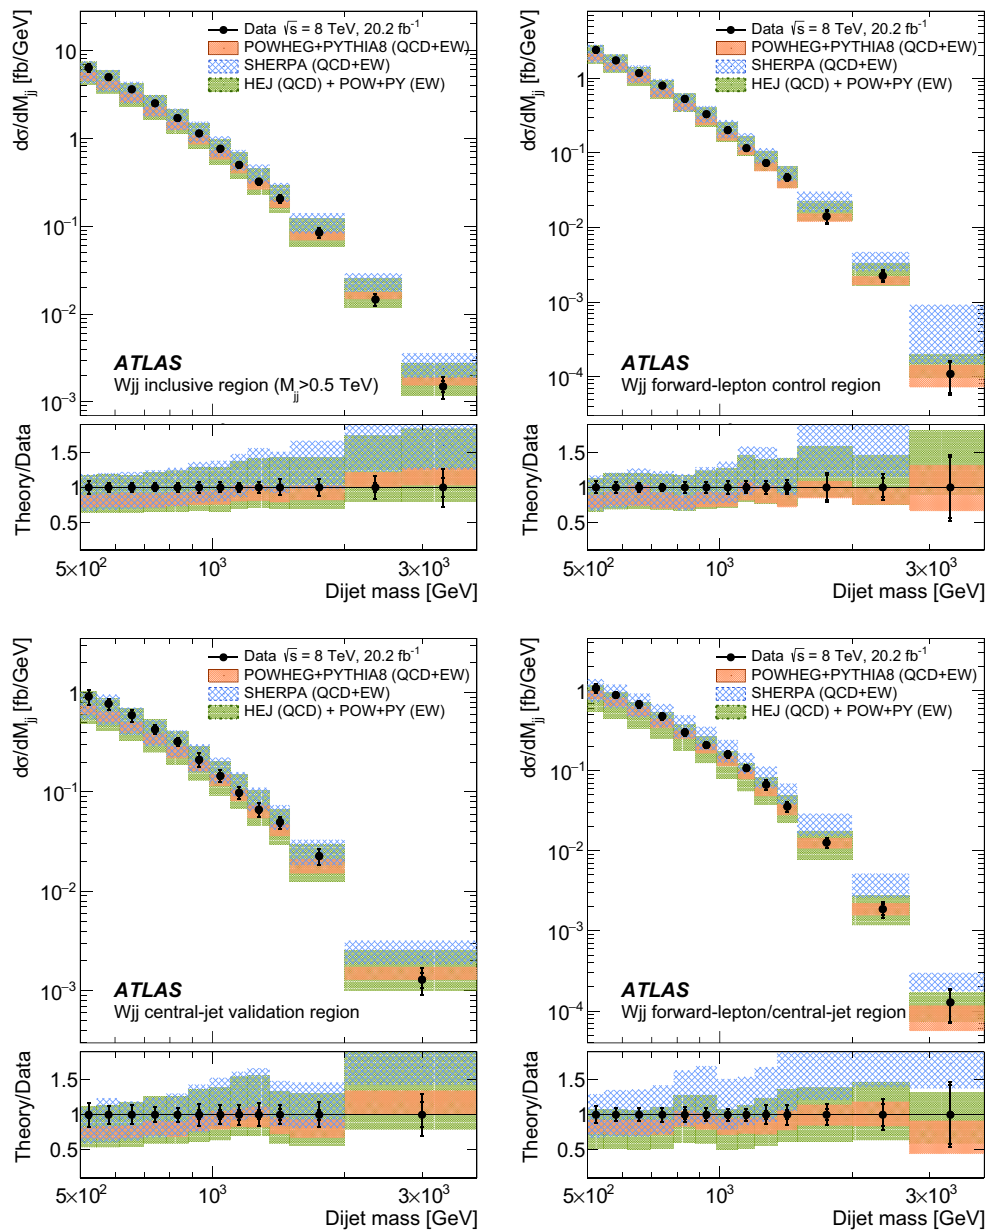 dσ/dM_jj [fb/GeV]
Data √s = 8 TeV, 20.2 fb⁻¹
POWHEG+PYTHIA8 (QCD+EW)
SHERPA (QCD+EW)
HEJ (QCD) + POW+PY (EW)
10
1
10⁻¹
10⁻²
10⁻³
ATLAS
Wjj inclusive region (M_jj>0.5 TeV)
Theory/Data
1.5
1
0.5
5×10²
10³
3×10³
Dijet mass [GeV]
dσ/dM_jj [fb/GeV]
Data √s = 8 TeV, 20.2 fb⁻¹
POWHEG+PYTHIA8 (QCD+EW)
SHERPA (QCD+EW)
HEJ (QCD) + POW+PY (EW)
1
10⁻¹
10⁻²
10⁻³
10⁻⁴
ATLAS
Wjj forward-lepton control region
Theory/Data
1.5
1
0.5
5×10²
10³
3×10³
Dijet mass [GeV]
dσ/dM_jj [fb/GeV]
Data √s = 8 TeV, 20.2 fb⁻¹
POWHEG+PYTHIA8 (QCD+EW)
SHERPA (QCD+EW)
HEJ (QCD) + POW+PY (EW)
1
10⁻¹
10⁻²
10⁻³
ATLAS
Wjj central-jet validation region
Theory/Data
1.5
1
0.5
5×10²
10³
3×10³
Dijet mass [GeV]
dσ/dM_jj [fb/GeV]
Data √s = 8 TeV, 20.2 fb⁻¹
POWHEG+PYTHIA8 (QCD+EW)
SHERPA (QCD+EW)
HEJ (QCD) + POW+PY (EW)
1
10⁻¹
10⁻²
10⁻³
10⁻⁴
ATLAS
Wjj forward-lepton/central-jet region
Theory/Data
1.5
1
0.5
5×10²
10³
3×10³
Dijet mass [GeV]